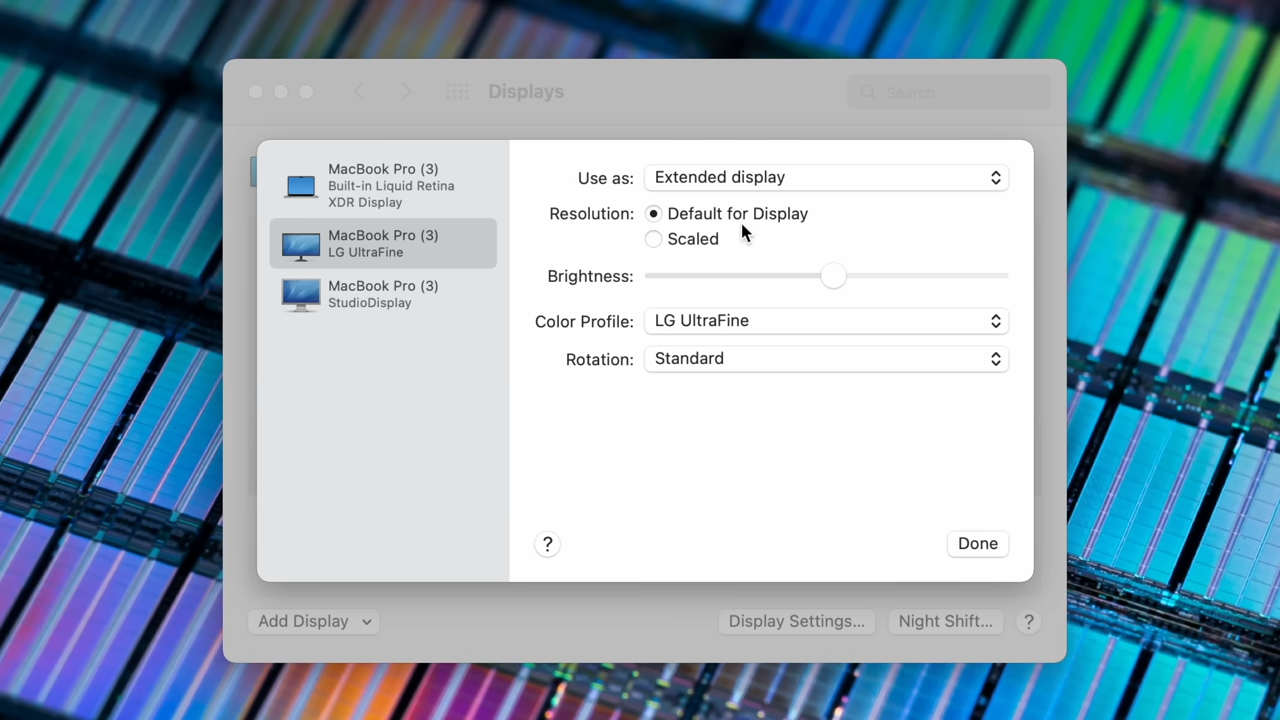 Displays
Search
MacBook Pro (3)
Built-in Liquid Retina
XDR Display
MacBook Pro (3)
LG UltraFine
MacBook Pro (3)
StudioDisplay
Use as: Extended display
Resolution: Default for Display
Scaled
Brightness:
Color Profile: LG UltraFine
Rotation: Standard
?
Done
Add Display
Display Settings...
Night Shift...
?